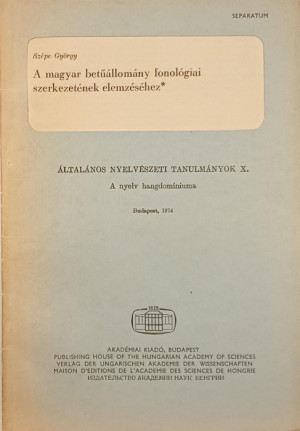 SEPARATUM
Szépe György
A magyar betűállomány fonológiai
szerkezetének elemzéséhez*
ÁLTALÁNOS NYELVÉSZETI TANULMÁNYOK X.
A nyelv hangdomíniuma
Budapest, 1974
AKADÉMIAI KIADÓ, BUDAPEST
PUBLISHING HOUSE OF THE HUNGARIAN ACADEMY OF SCIENCES
VERLAG DER UNGARISCHEN AKADEMIE DER WISSENSCHAFTEN
MAISON D'EDITIONS DE L'ACADEMIE DES SCIENCES DE HONGRIE
ИЗДАТЕЛЬСТВО АКАДЕМИИ НАУК ВЕНГРИИ